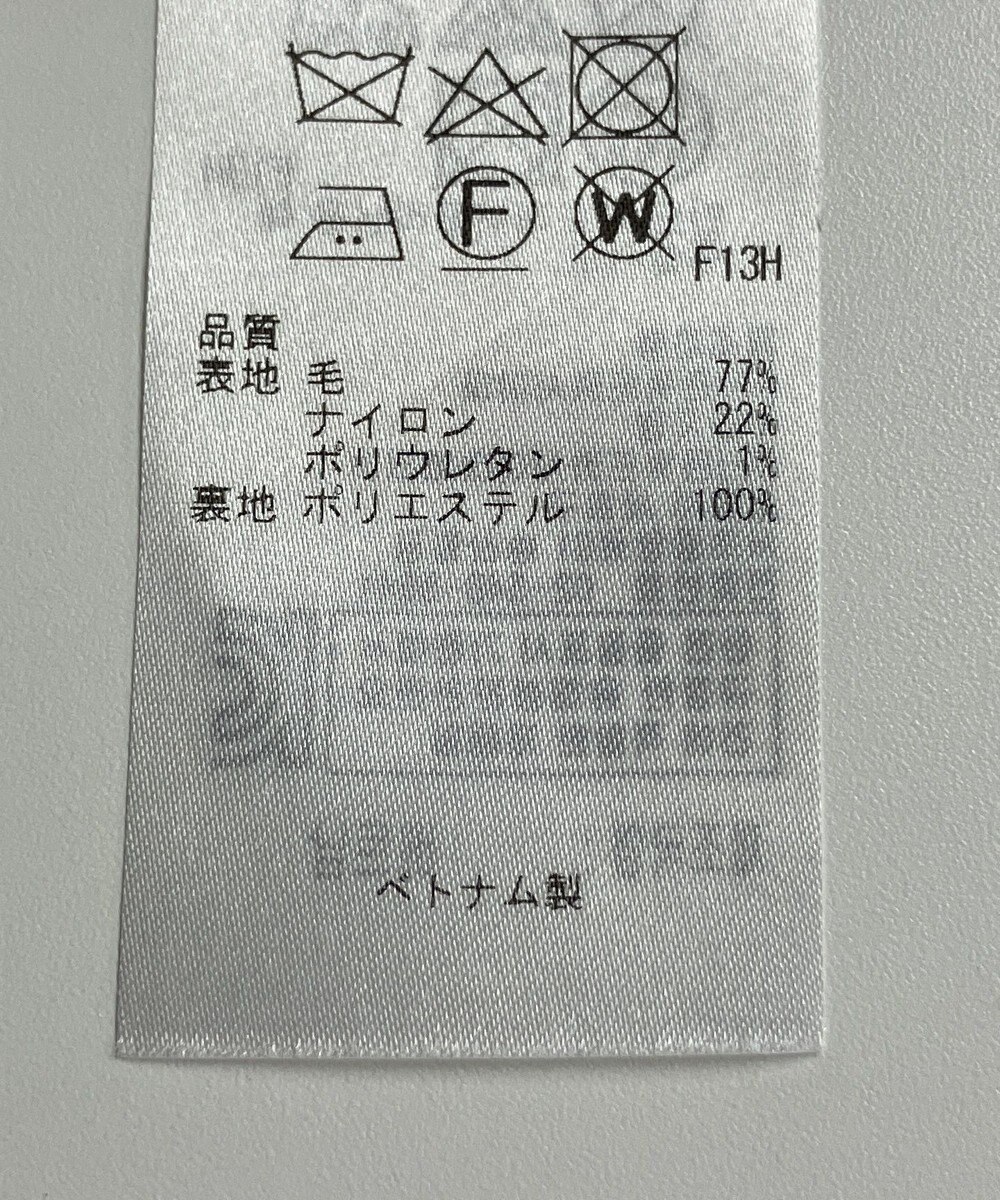 F W F13H
品質
表地 毛 77%
ナイロン 22%
ポリウレタン 1%
裏地 ポリエステル 100%
ベトナム製